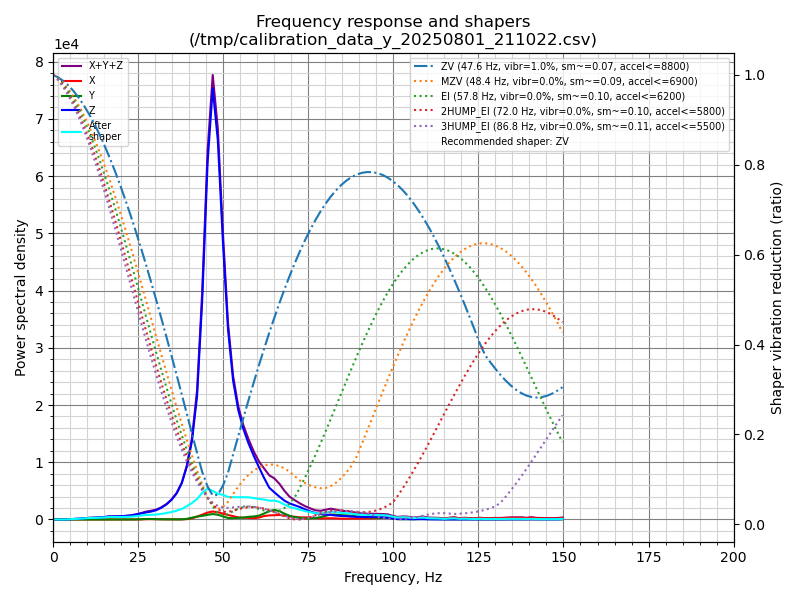 Frequency response and shapers
(/tmp/calibration_data_y_20250801_211022.csv)
1e4
X+Y+Z
X
Y
Z
After
shaper
ZV (47.6 Hz, vibr=1.0%, sm~=0.07, accel<=8800)
MZV (48.4 Hz, vibr=0.0%, sm~=0.09, accel<=6900)
EI (57.8 Hz, vibr=0.0%, sm~=0.10, accel<=6200)
2HUMP_EI (72.0 Hz, vibr=0.0%, sm~=0.10, accel<=5800)
3HUMP_EI (86.8 Hz, vibr=0.0%, sm~=0.11, accel<=5500)
Recommended shaper: ZV
8
7
6
5
4
3
2
1
0
Power spectral density
1.0
0.8
0.6
0.4
0.2
0.0
Shaper vibration reduction (ratio)
0 25 50 75 100 125 150 175 200
Frequency, Hz